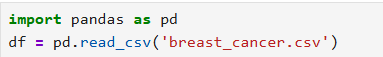 import pandas as pd
df = pd.read_csv('breast_cancer.csv')